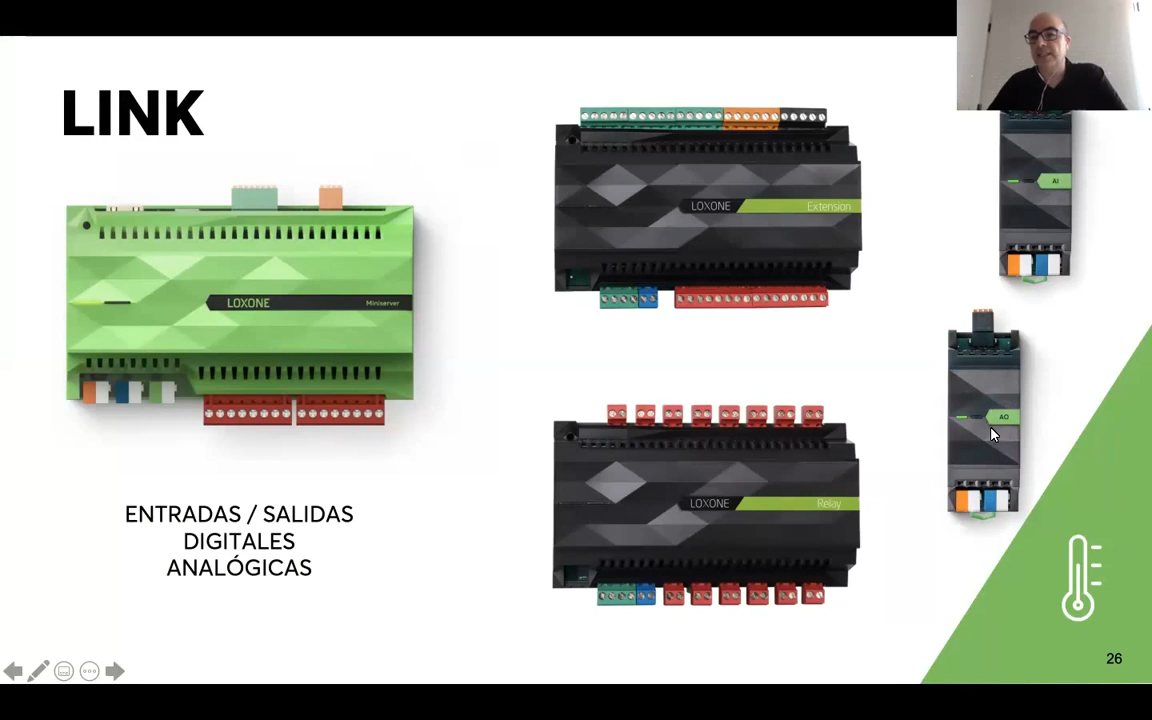 LINK
LOXONE
Miniserver
LOXONE
Extension
AI
LOXONE
Relay
AO
ENTRADAS / SALIDAS
DIGITALES
ANALÓGICAS
26